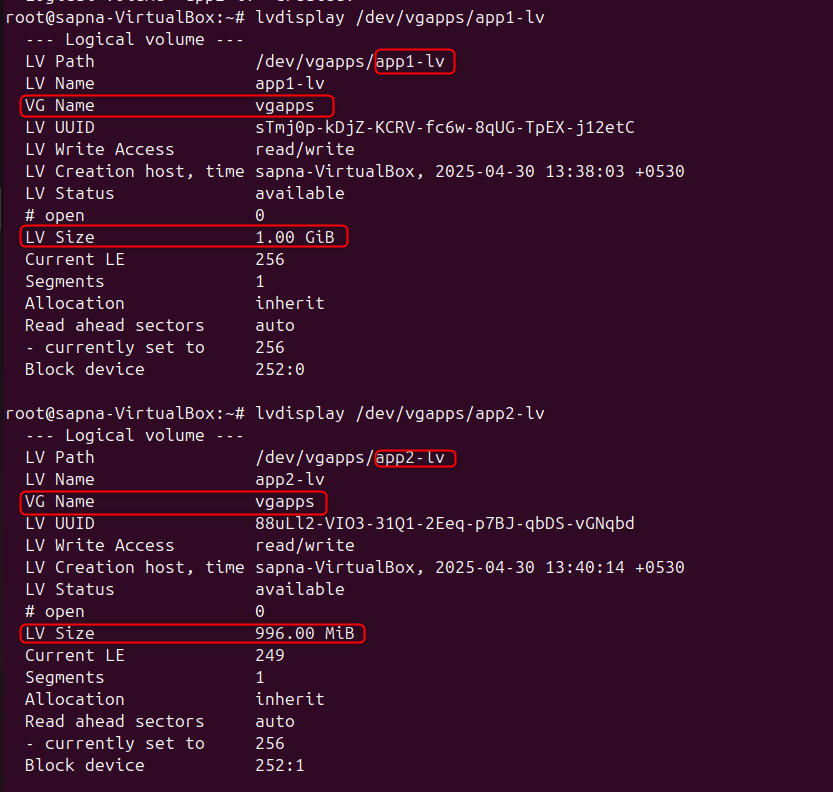 root@sapna-VirtualBox:~# lvdisplay /dev/vgapps/app1-lv
--- Logical volume ---
LV Path /dev/vgapps/app1-lv
LV Name app1-lv
VG Name vgapps
LV UUID sTmj0p-kDjZ-KCRV-fc6w-8qUG-TpEX-j12etC
LV Write Access read/write
LV Creation host, time sapna-VirtualBox, 2025-04-30 13:38:03 +0530
LV Status available
# open 0
LV Size 1.00 GiB
Current LE 256
Segments 1
Allocation inherit
Read ahead sectors auto
- currently set to 256
Block device 252:0
root@sapna-VirtualBox:~# lvdisplay /dev/vgapps/app2-lv
--- Logical volume ---
LV Path /dev/vgapps/app2-lv
LV Name app2-lv
VG Name vgapps
LV UUID 88uLl2-VIO3-31Q1-2Eeq-p7BJ-qbDS-vGNqbd
LV Write Access read/write
LV Creation host, time sapna-VirtualBox, 2025-04-30 13:40:14 +0530
LV Status available
# open 0
LV Size 996.00 MiB
Current LE 249
Segments 1
Allocation inherit
Read ahead sectors auto
- currently set to 256
Block device 252:1